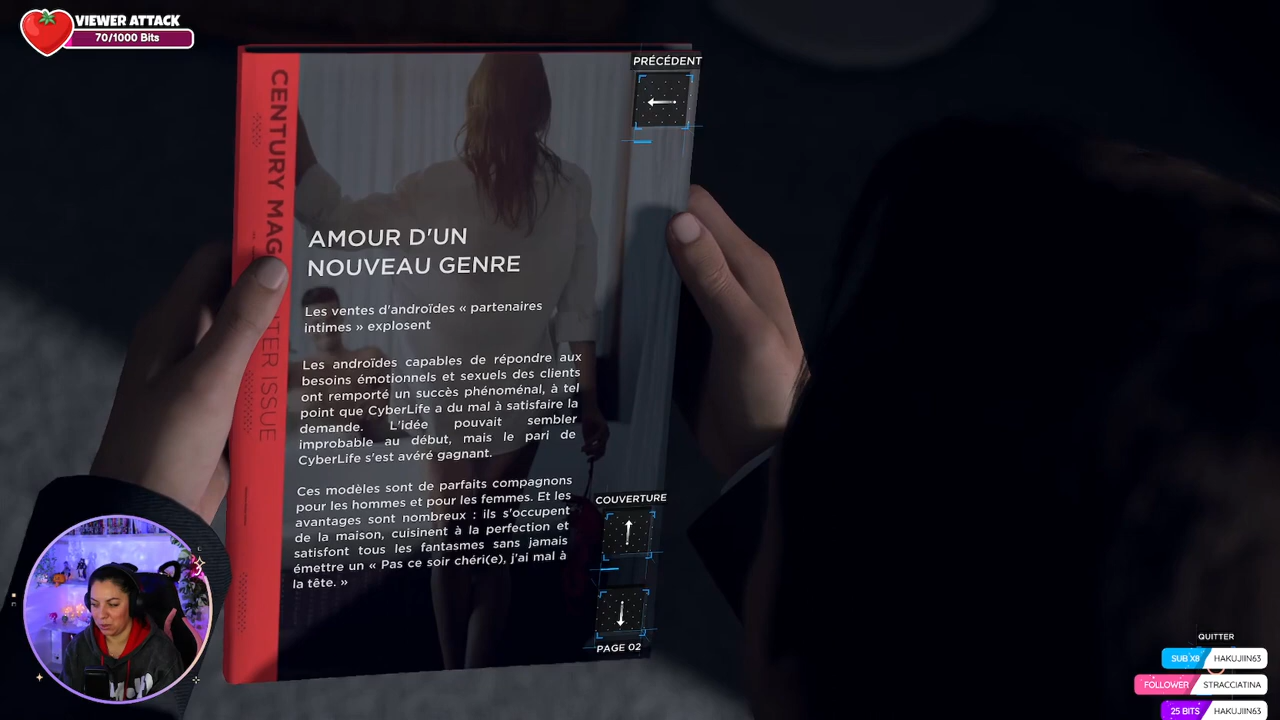 VIEWER ATTACK
70/1000 Bits
PRÉCÉDENT
CENTURY MAG
TER ISSUE
AMOUR D'UN
NOUVEAU GENRE
Les ventes d'androïdes « partenaires
intimes » explosent
Les androïdes capables de répondre aux
besoins émotionnels et sexuels des clients
ont remporté un succès phénoménal, à tel
point que CyberLife a du mal à satisfaire la
demande. L'idée pouvait sembler
improbable au début, mais le pari de
CyberLife s'est avéré gagnant.
Ces modèles sont de parfaits compagnons
pour les hommes et pour les femmes. Et les
avantages sont nombreux : ils s'occupent
de la maison, cuisinent à la perfection et
satisfont tous les fantasmes sans jamais
émettre un « Pas ce soir chéri(e), j'ai mal à
la tête. »
COUVERTURE
PAGE 02
QUITTER
SUB X8 HAKUJIIN63
FOLLOWER STRACCIATINA
25 BITS HAKUJIIN63